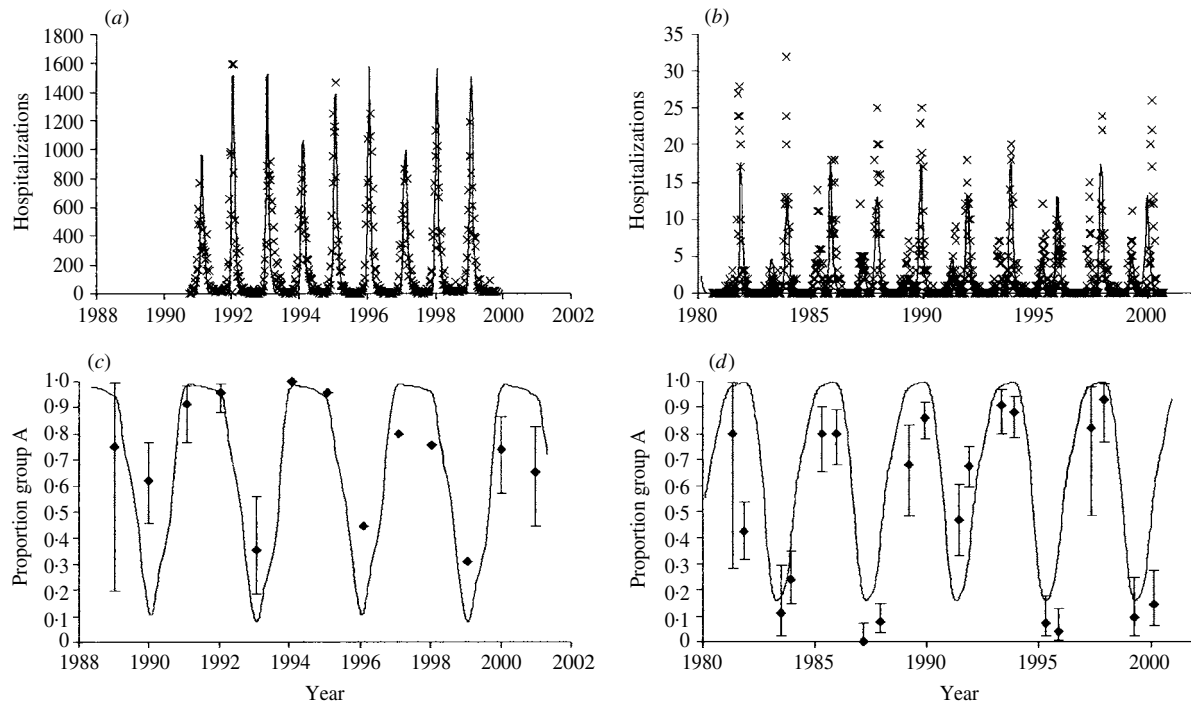 (a)
Hospitalizations
1800
1600
1400
1200
1000
800
600
400
200
0
1988 1990 1992 1994 1996 1998 2000 2002
(b)
Hospitalizations
35
30
25
20
15
10
5
0
1980 1985 1990 1995 2000
(c)
Proportion group A
1·0
0·9
0·8
0·7
0·6
0·5
0·4
0·3
0·2
0·1
0
1988 1990 1992 1994 1996 1998 2000 2002
Year
(d)
Proportion group A
1·0
0·9
0·8
0·7
0·6
0·5
0·4
0·3
0·2
0·1
0
1980 1985 1990 1995 2000
Year